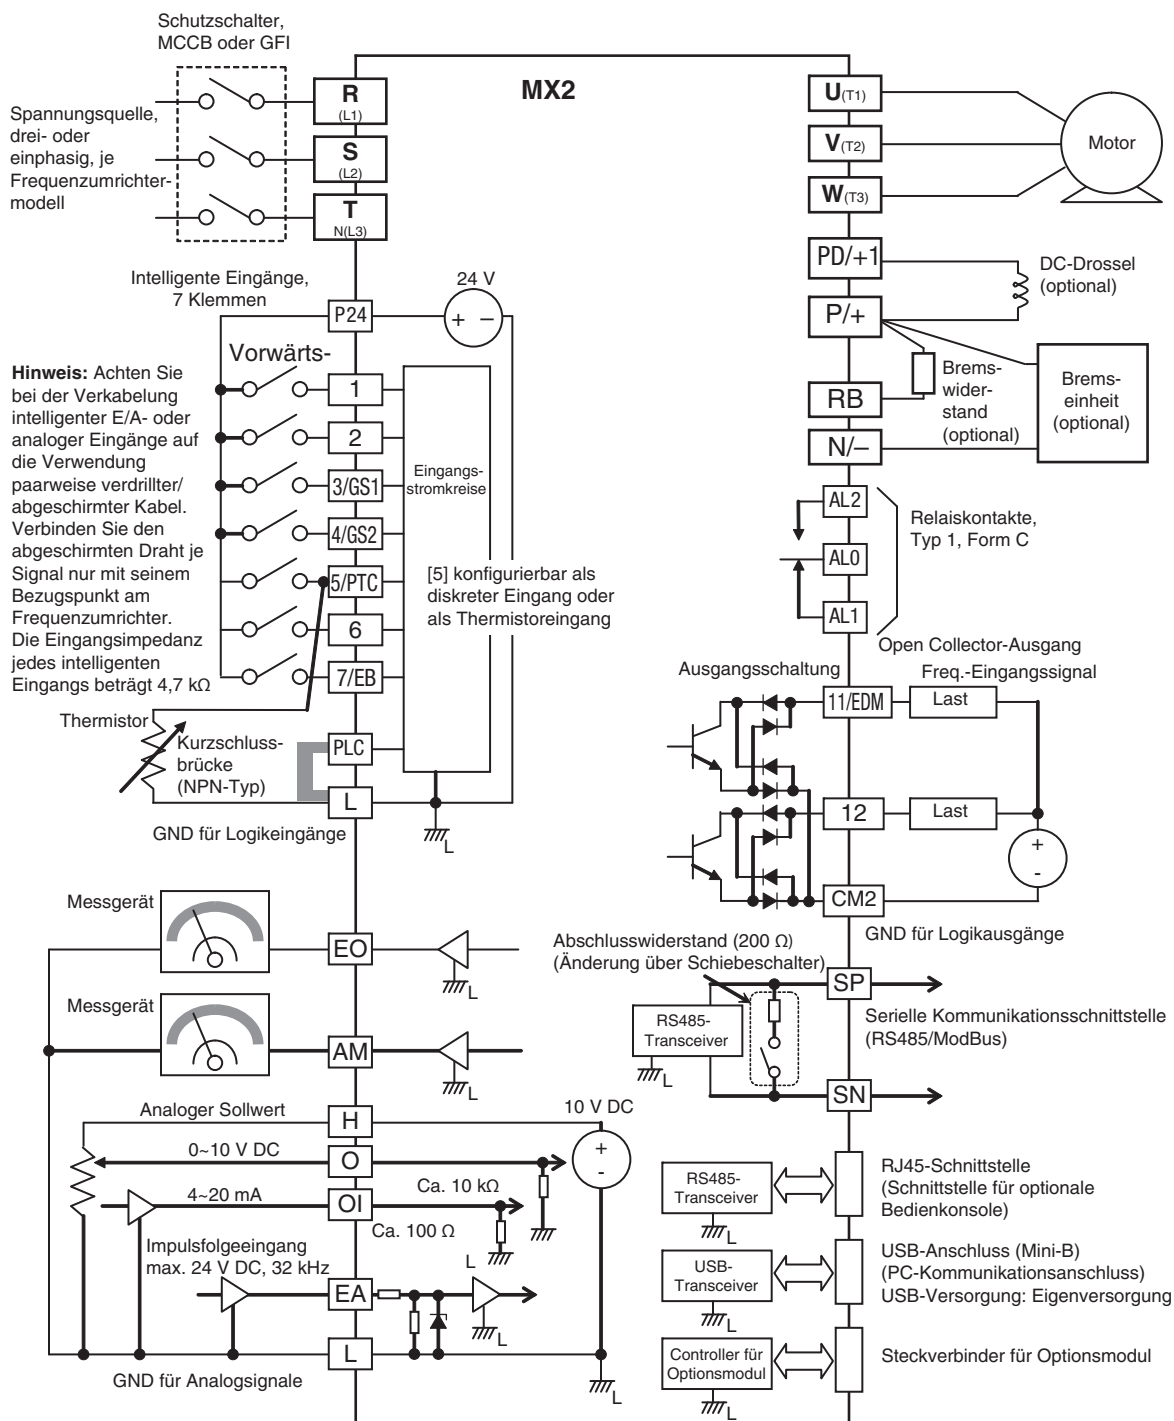 Schutzschalter,
MCCB oder GFI
MX2
Spannungsquelle,
drei- oder
einphasig, je
Frequenzumrichter-
modell
R
(L1)
S
(L2)
T
N(L3)
U(T1)
V(T2)
W(T3)
Motor
PD/+1
P/+
DC-Drossel
(optional)
RB
Brems-
wider-
stand
(optional)
Brems-
einheit
(optional)
N/–
Intelligente Eingänge,
7 Klemmen
24 V
P24
+ –
Vorwärts-
Hinweis: Achten Sie
bei der Verkabelung
intelligenter E/A- oder
analoger Eingänge auf
die Verwendung
paarweise verdrillter/
abgeschirmter Kabel.
Verbinden Sie den
abgeschirmten Draht je
Signal nur mit seinem
Bezugspunkt am
Frequenzumrichter.
Die Eingangsimpedanz
jedes intelligenten
Eingangs beträgt 4,7 kΩ
1
2
3/GS1
4/GS2
5/PTC
6
7/EB
Eingangs-
stromkreise
[5] konfigurierbar als
diskreter Eingang oder
als Thermistoreingang
Thermistor
Kurzschluss-
brücke
(NPN-Typ)
PLC
L
L
GND für Logikeingänge
AL2
AL0
AL1
Relaiskontakte,
Typ 1, Form C
Open Collector-Ausgang
Ausgangsschaltung
Freq.-Eingangssignal
11/EDM
Last
12
Last
+
-
CM2
GND für Logikausgänge
Messgerät
EO
L
Messgerät
AM
L
Abschlusswiderstand (200 Ω)
(Änderung über Schiebeschalter)
SP
RS485-
Transceiver
L
Serielle Kommunikationsschnittstelle
(RS485/ModBus)
SN
Analoger Sollwert
H
10 V DC
+
-
0~10 V DC
O
4~20 mA
OI
Ca. 10 kΩ
Ca. 100 Ω
Impulsfolgeeingang
max. 24 V DC, 32 kHz
EA
L
L
L
L
GND für Analogsignale
RS485-
Transceiver
L
RJ45-Schnittstelle
(Schnittstelle für optionale
Bedienkonsole)
USB-
Transceiver
L
USB-Anschluss (Mini-B)
(PC-Kommunikationsanschluss)
USB-Versorgung: Eigenversorgung
Controller für
Optionsmodul
L
Steckverbinder für Optionsmodul